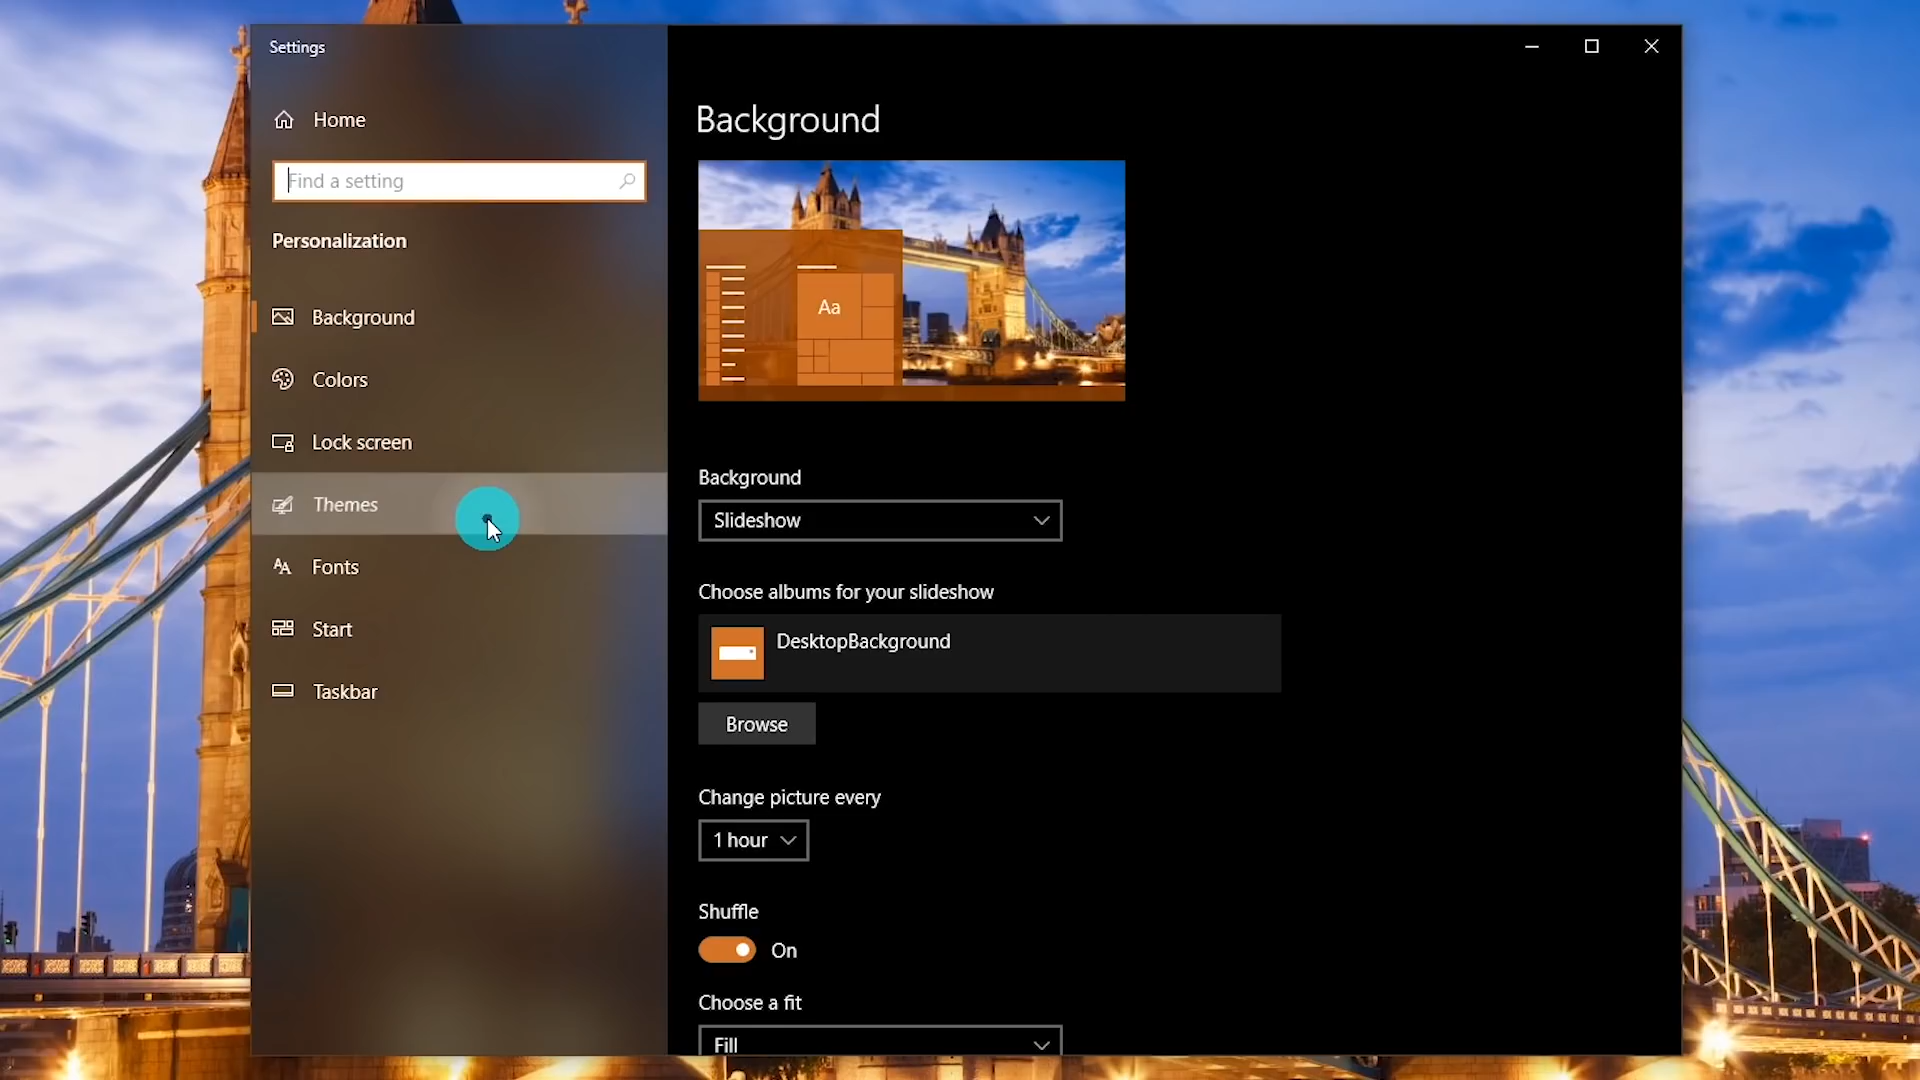 Settings
Home
Find a setting
Personalization
Background
Colors
Lock screen
Themes
Fonts
Start
Taskbar
Background
Aa
Background
Slideshow
Choose albums for your slideshow
DesktopBackground
Browse
Change picture every
1 hour
Shuffle
On
Choose a fit
Fill